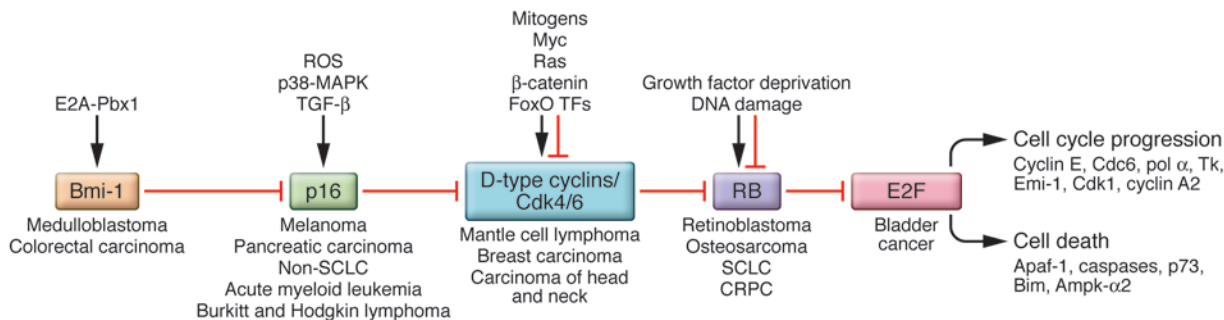 E2A-Pbx1
Bmi-1
Medulloblastoma
Colorectal carcinoma
ROS
p38-MAPK
TGF-β
p16
Melanoma
Pancreatic carcinoma
Non-SCLC
Acute myeloid leukemia
Burkitt and Hodgkin lymphoma
Mitogens
Myc
Ras
β-catenin
FoxO TFs
D-type cyclins/
Cdk4/6
Mantle cell lymphoma
Breast carcinoma
Carcinoma of head
and neck
Growth factor deprivation
DNA damage
RB
Retinoblastoma
Osteosarcoma
SCLC
CRPC
E2F
Bladder
cancer
Cell cycle progression
Cyclin E, Cdc6, pol α, Tk,
Emi-1, Cdk1, cyclin A2
Cell death
Apaf-1, caspases, p73,
Bim, Ampk-α2